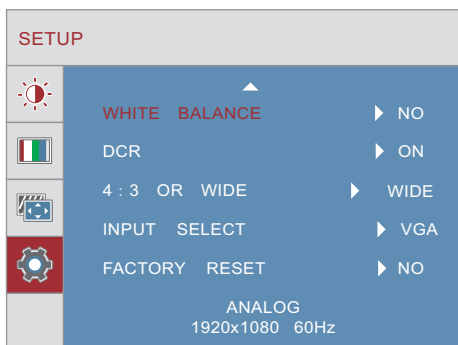 SETUP
WHITE BALANCE NO
DCR ON
4 : 3 OR WIDE WIDE
INPUT SELECT VGA
FACTORY RESET NO
ANALOG
1920x1080 60Hz